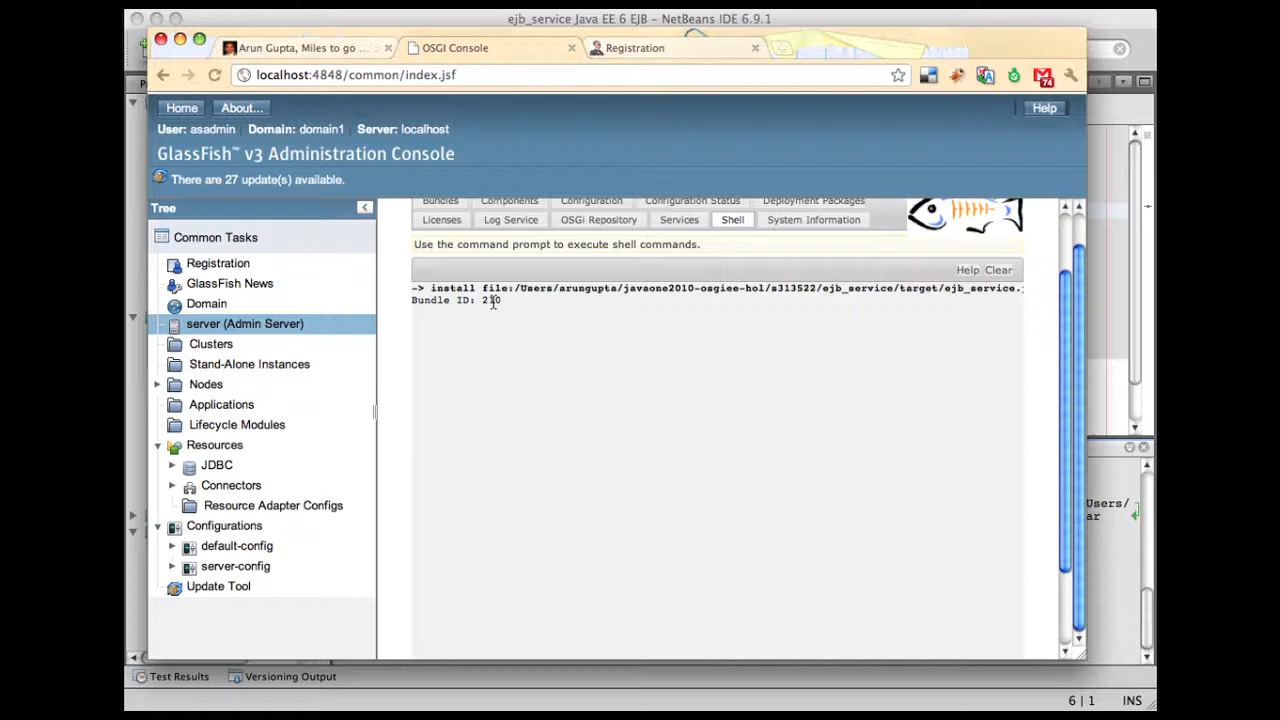 ejb_service Java EE 6 EJB – NetBeans IDE 6.9.1
Arun Gupta, Miles to go ...
OSGI Console
Registration
localhost:4848/common/index.jsf
74
Home
About...
Help
User: asadmin
Domain: domain1
Server: localhost
GlassFish™ v3 Administration Console
There are 27 update(s) available.
Tree
Common Tasks
Registration
GlassFish News
Domain
server (Admin Server)
Clusters
Stand-Alone Instances
Nodes
Applications
Lifecycle Modules
Resources
JDBC
Connectors
Resource Adapter Configs
Configurations
default-config
server-config
Update Tool
Bundles
Components
Configuration
Configuration Status
Deployment Packages
Licenses
Log Service
OSGi Repository
Services
Shell
System Information
Use the command prompt to execute shell commands.
Help Clear
-> install file:/Users/arungupta/javaone2010-osgiee-hol/s313522/ejb_service/target/ejb_service.
Bundle ID: 210
Users/
ar
Test Results
Versioning Output
6 | 1
INS